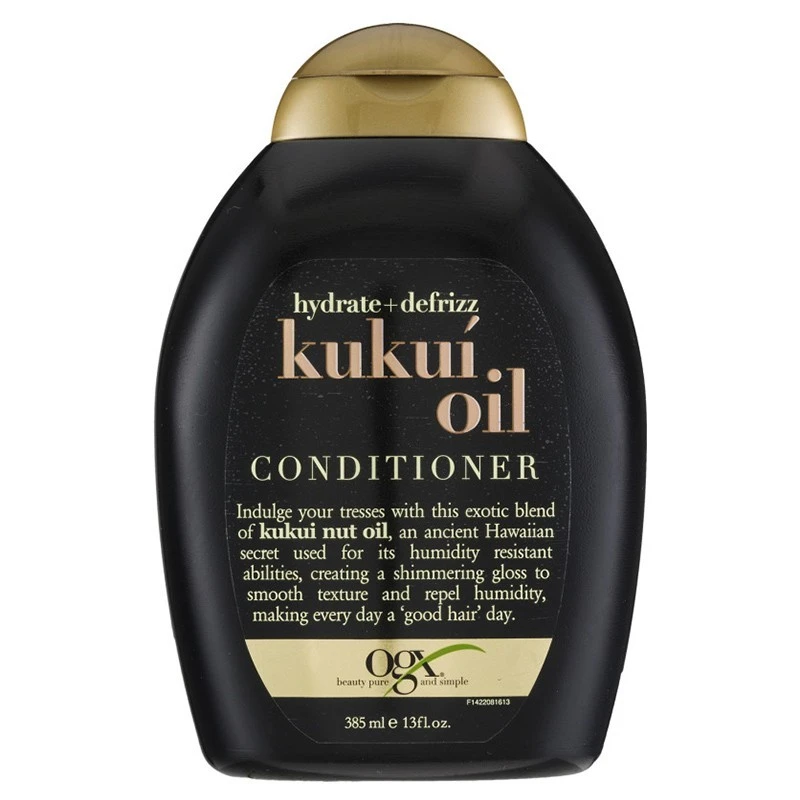 hydrate+defrizz
kukuí
oil
CONDITIONER
Indulge your tresses with this exotic blend
of kukui nut oil, an ancient Hawaiian
secret used for its humidity resistant
abilities, creating a shimmering gloss to
smooth texture and repel humidity,
making every day a ‘good hair’ day.
Ogx®
beauty pure and simple
F1422081613
385 ml e 13fl.oz.